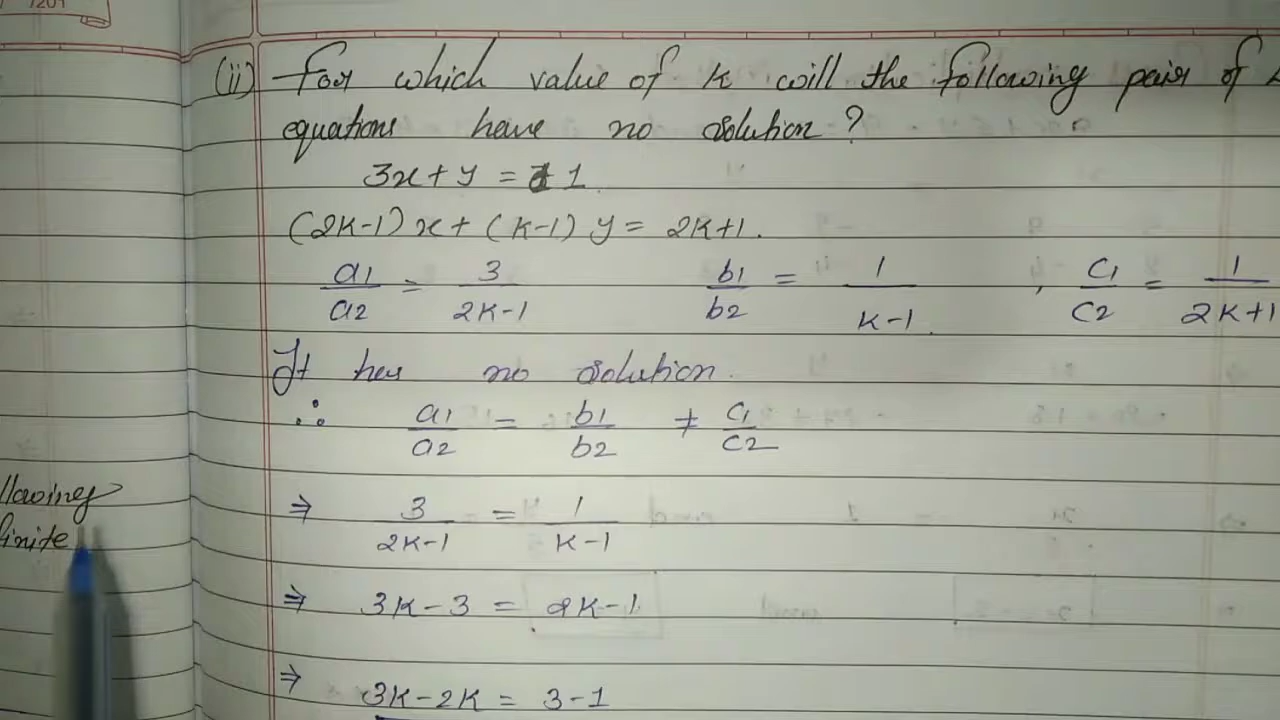 7201
(ii) For which value of k will the following pair of
equations have no solution?
3x + y = 1
(2k-1)x + (k-1)y = 2k+1.
a1/a2 = 3/2k-1 b1/b2 = 1/k-1. , c1/c2 = 1/2k+1
It has no solution.
∴ a1/a2 = b1/b2 ≠ c1/c2
llowing
finite
⇒ 3/2k-1 = 1/k-1
⇒ 3k-3 = 2k-1
⇒ 3k-2k = 3-1